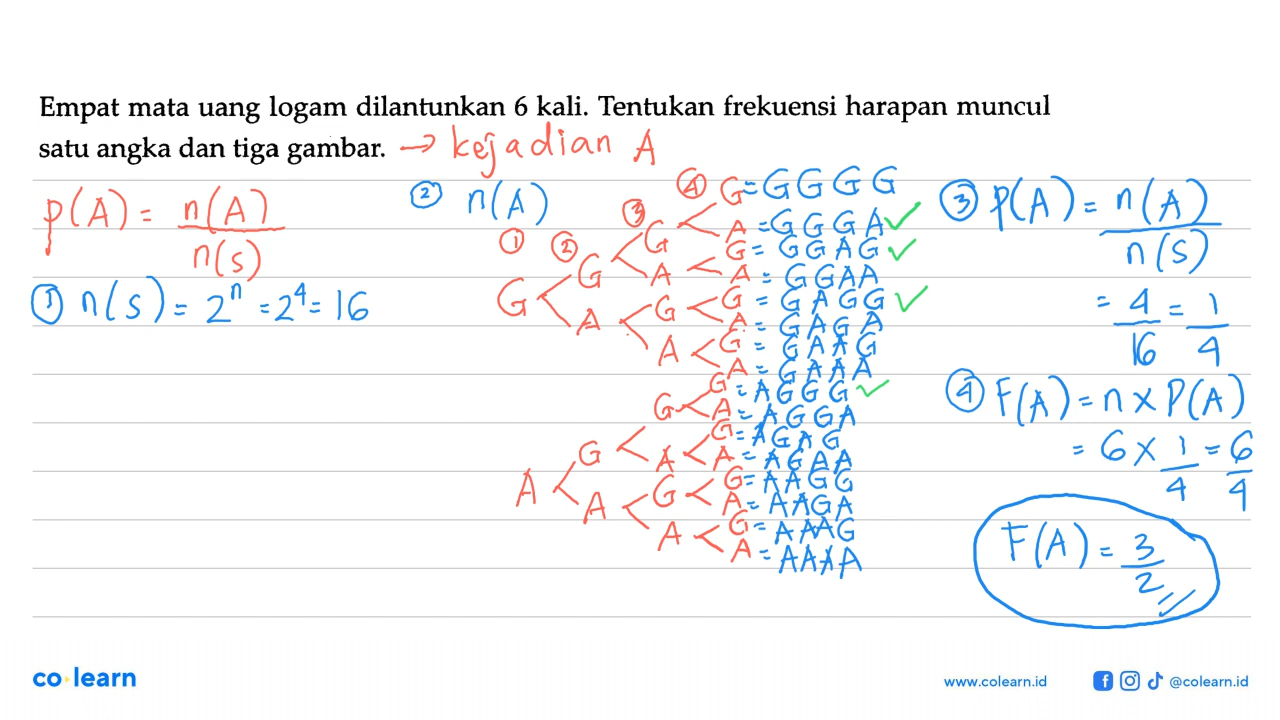 Empat mata uang logam dilantunkan 6 kali. Tentukan frekuensi harapan muncul
satu angka dan tiga gambar. → kejadian A
P(A) = n(A)
n(S)
① n(S) = 2ⁿ = 2⁴ = 16
② n(A)
① ② ③ ④
G G G G = GGGG
A = GGGA ✓
A G = GGAG ✓
A = GGAA
A G G = GAGG ✓
A = GAGA
A G = GAAG
A = GAAA
A G G G = AGGG ✓
A = AGGA
A G = AGAG
A = AGAA
A G G = AAGG
A = AAGA
A G = AAAG
A = AAAA
③ P(A) = n(A)
n(S)
= 4/16 = 1/4
④ F(A) = n × P(A)
= 6 × 1/4 = 6/4
F(A) = 3/2
co learn
www.colearn.id
@colearn.id